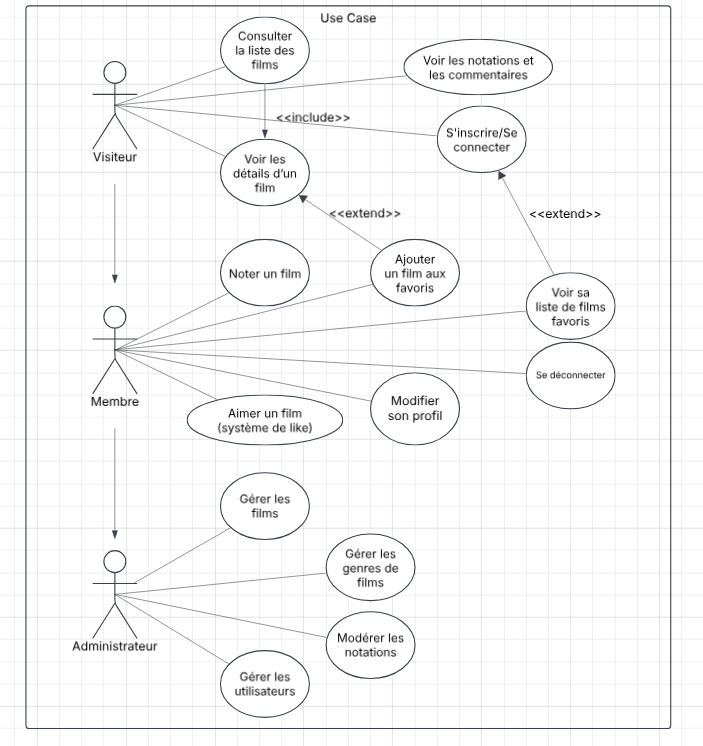 Use Case
Consulter
la liste des
films
Voir les notations et
les commentaires
<<include>>
S'inscrire/Se
connecter
Visiteur
Voir les
détails d'un
film
<<extend>>
<<extend>>
Noter un film
Ajouter
un film aux
favoris
Voir sa
liste de films
favoris
Se déconnecter
Membre
Aimer un film
(système de like)
Modifier
son profil
Gérer les
films
Gérer les
genres de
films
Administrateur
Modérer les
notations
Gérer les
utilisateurs